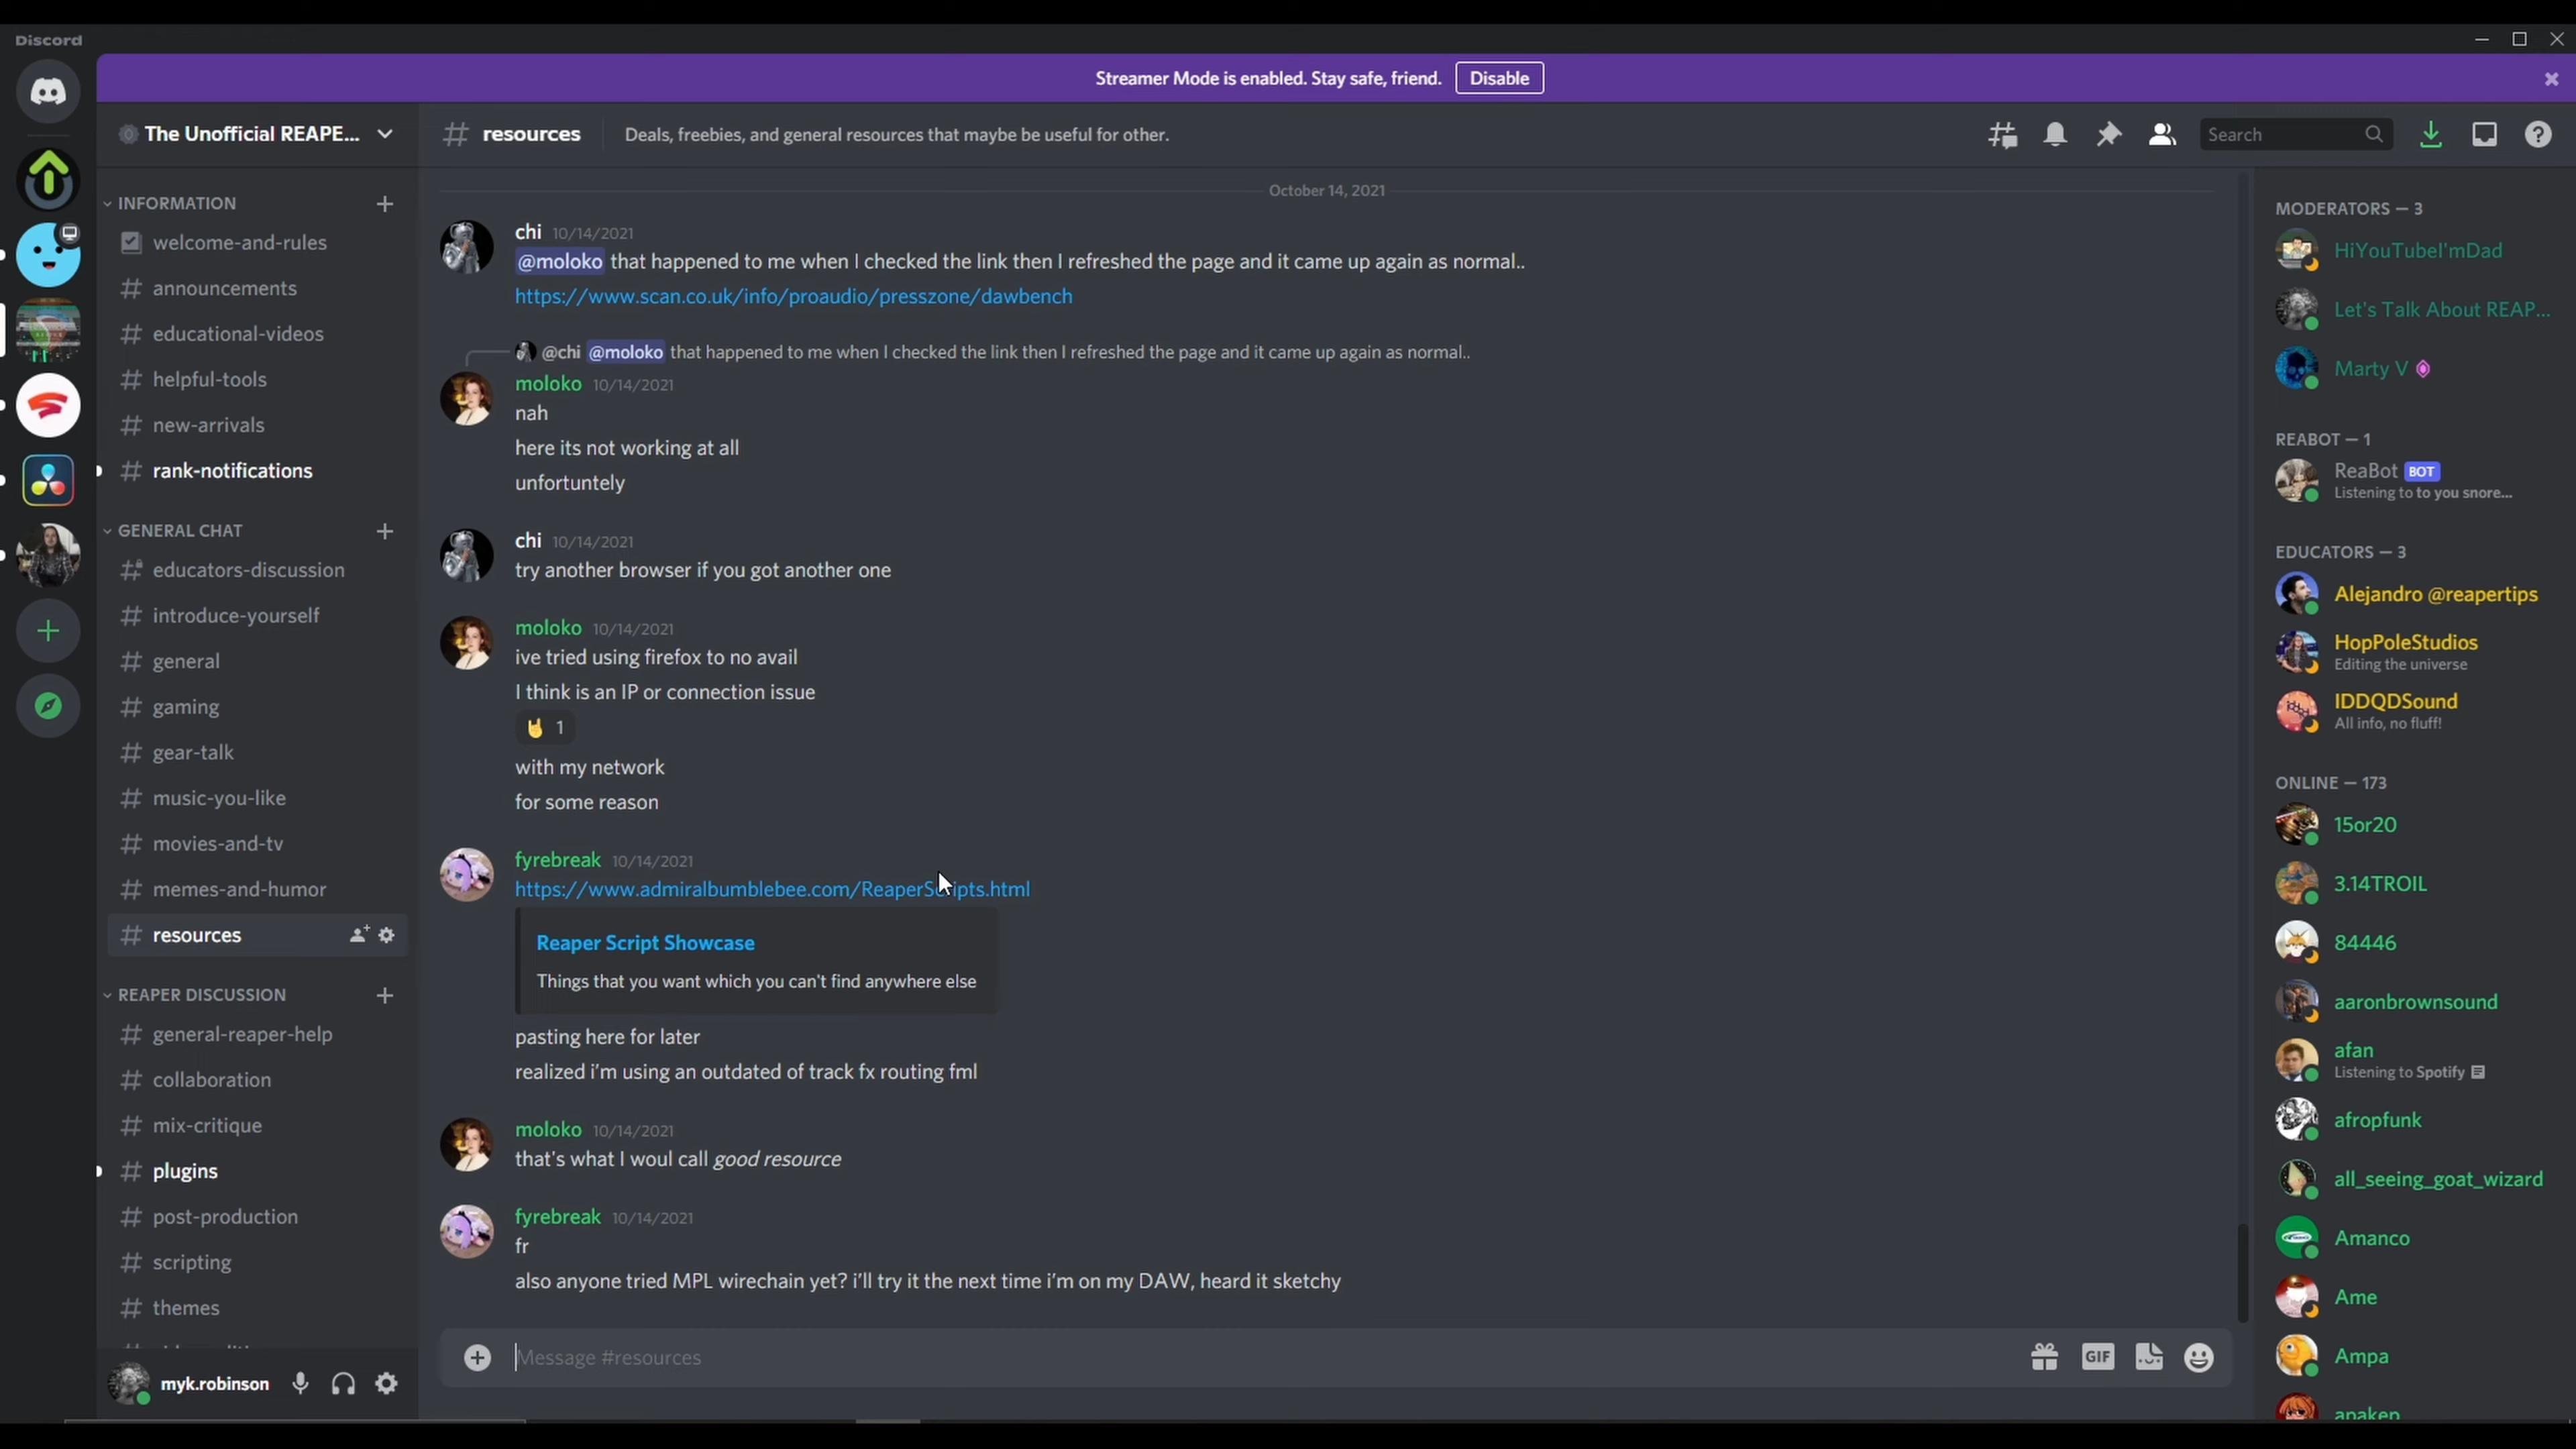 Discord
Streamer Mode is enabled. Stay safe, friend.
Disable
The Unofficial REAPE...
resources
Deals, freebies, and general resources that maybe be useful for other.
Search
INFORMATION
welcome-and-rules
announcements
educational-videos
helpful-tools
new-arrivals
rank-notifications
GENERAL CHAT
educators-discussion
introduce-yourself
general
gaming
gear-talk
music-you-like
movies-and-tv
memes-and-humor
resources
REAPER DISCUSSION
general-reaper-help
collaboration
mix-critique
plugins
post-production
scripting
themes
myk.robinson
October 14, 2021
chi 10/14/2021
@moloko that happened to me when I checked the link then I refreshed the page and it came up again as normal..
https://www.scan.co.uk/info/proaudio/presszone/dawbench
@chi @moloko that happened to me when I checked the link then I refreshed the page and it came up again as normal..
moloko 10/14/2021
nah
here its not working at all
unfortuntely
chi 10/14/2021
try another browser if you got another one
moloko 10/14/2021
ive tried using firefox to no avail
I think is an IP or connection issue
1
with my network
for some reason
fyrebreak 10/14/2021
https://www.admiralbumblebee.com/ReaperScripts.html
Reaper Script Showcase
Things that you want which you can't find anywhere else
pasting here for later
realized i'm using an outdated of track fx routing fml
moloko 10/14/2021
that's what I woul call good resource
fyrebreak 10/14/2021
fr
also anyone tried MPL wirechain yet? i'll try it the next time i'm on my DAW, heard it sketchy
Message #resources
GIF
MODERATORS — 3
HiYouTubeI'mDad
Let's Talk About REAP...
Marty V
REABOT — 1
ReaBot BOT
Listening to to you snore...
EDUCATORS — 3
Alejandro @reapertips
HopPoleStudios
Editing the universe
IDDQDSound
All info, no fluff!
ONLINE — 173
15or20
3.14TROIL
84446
aaronbrownsound
afan
Listening to Spotify
afropfunk
all_seeing_goat_wizard
Amanco
Ame
Ampa
apaken